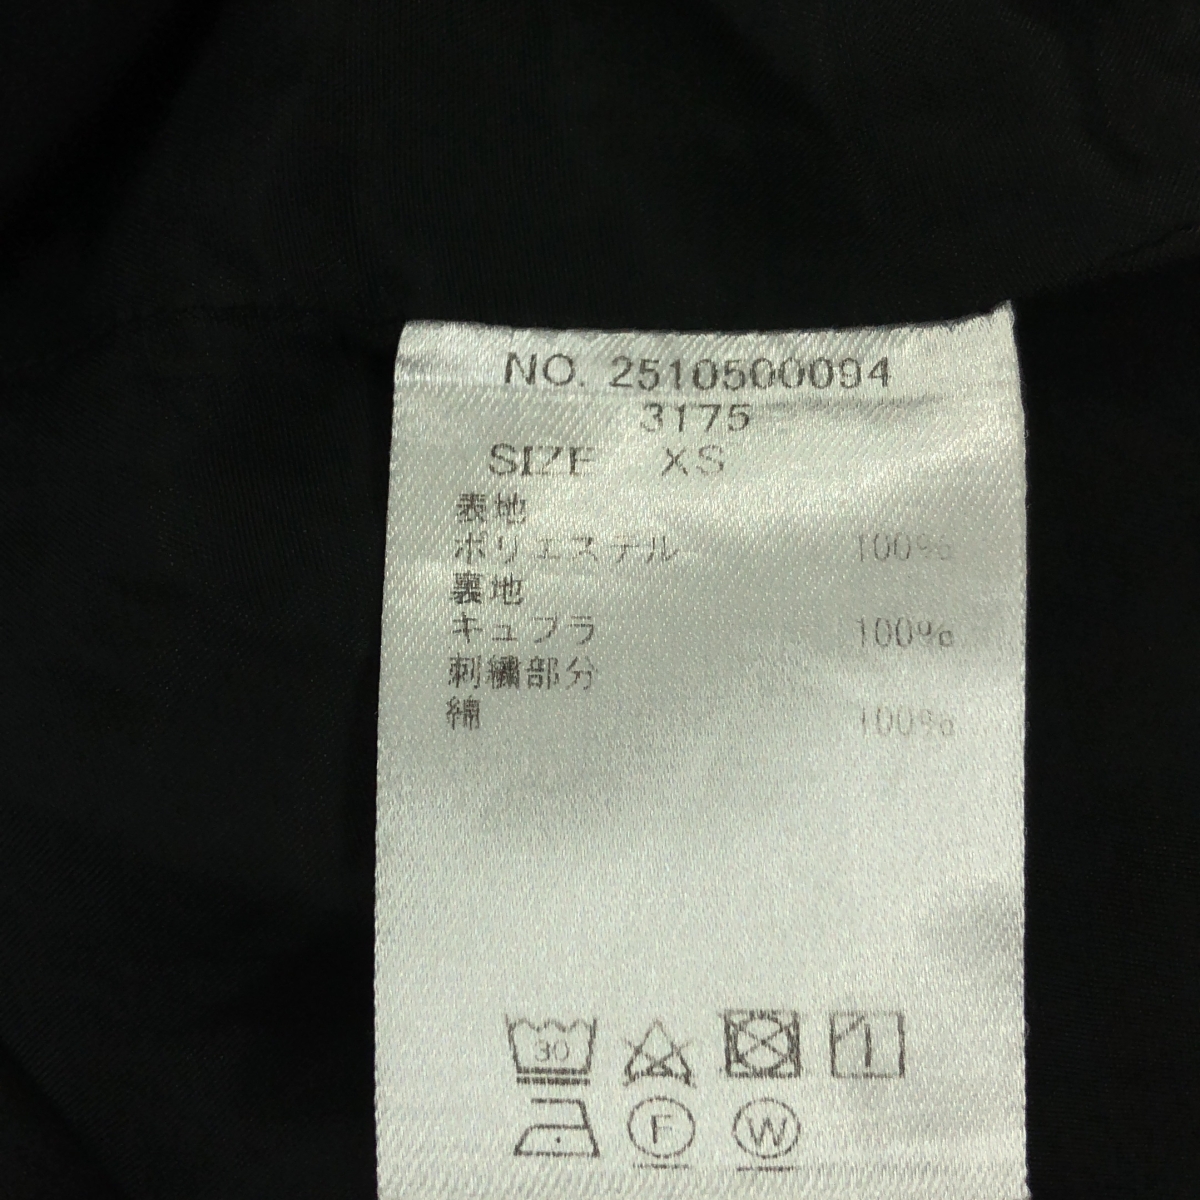 NO. 2510500094
3175
SIZE XS
表地
ポリエステル 100%
裏地
キュプラ 100%
刺繍部分
綿 100%
30
F W